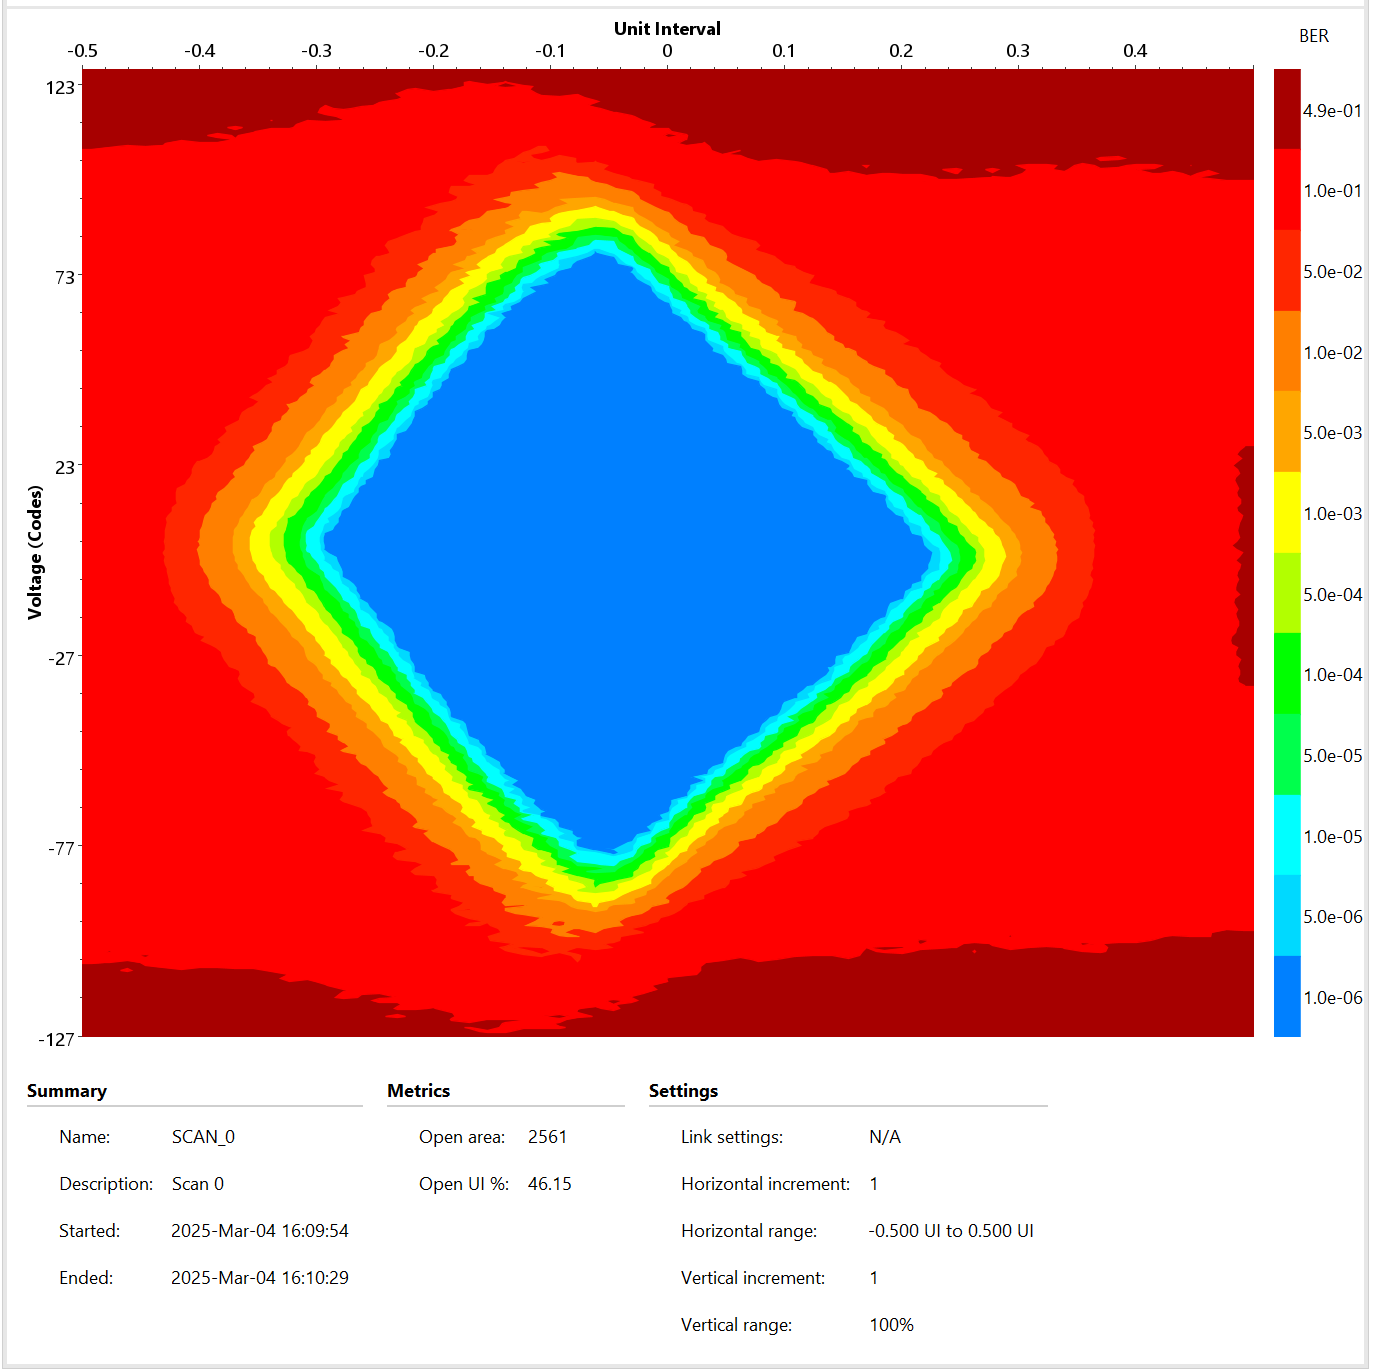 Unit Interval
BER
-0.5 -0.4 -0.3 -0.2 -0.1 0 0.1 0.2 0.3 0.4
123
73
23
-27
-77
-127
Voltage (Codes)
4.9e-01
1.0e-01
5.0e-02
1.0e-02
5.0e-03
1.0e-03
5.0e-04
1.0e-04
5.0e-05
1.0e-05
5.0e-06
1.0e-06
Summary
Name: SCAN_0
Description: Scan 0
Started: 2025-Mar-04 16:09:54
Ended: 2025-Mar-04 16:10:29
Metrics
Open area: 2561
Open UI %: 46.15
Settings
Link settings: N/A
Horizontal increment: 1
Horizontal range: -0.500 UI to 0.500 UI
Vertical increment: 1
Vertical range: 100%